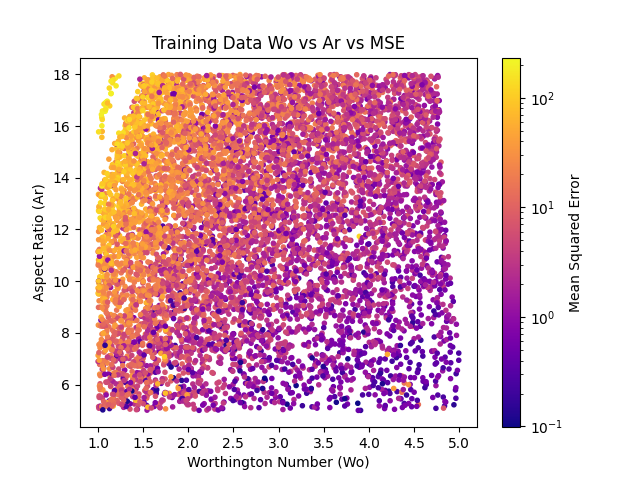 Training Data Wo vs Ar vs MSE
18
16
14
12
10
8
6
Aspect Ratio (Ar)
1.0 1.5 2.0 2.5 3.0 3.5 4.0 4.5 5.0
Worthington Number (Wo)
10²
10¹
10⁰
10⁻¹
Mean Squared Error